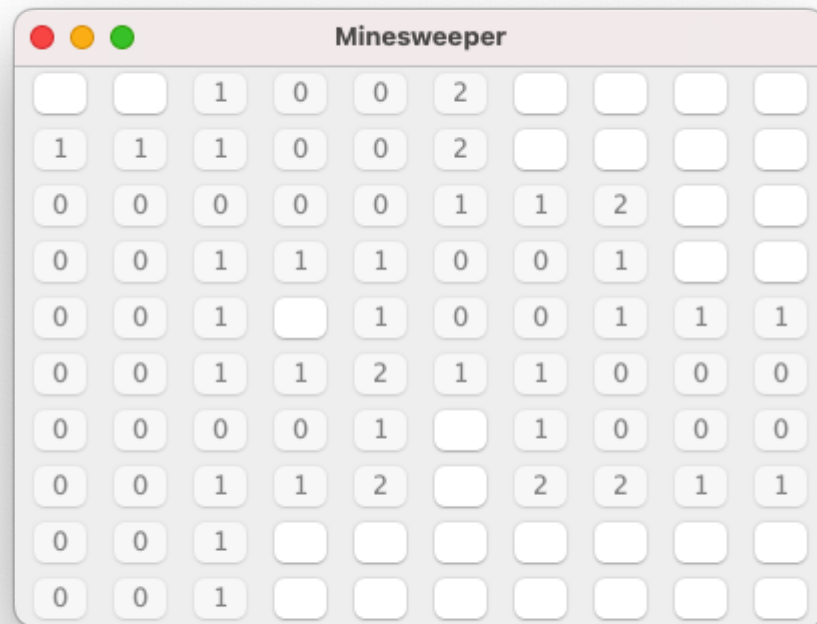 Minesweeper
1 0 0 2
1 1 1 0 0 2
0 0 0 0 0 1 1 2
0 0 1 1 1 0 0 1
0 0 1 1 0 0 1 1 1
0 0 1 1 2 1 1 0 0 0
0 0 0 0 1 1 0 0 0
0 0 1 1 2 2 2 1 1
0 0 1
0 0 1